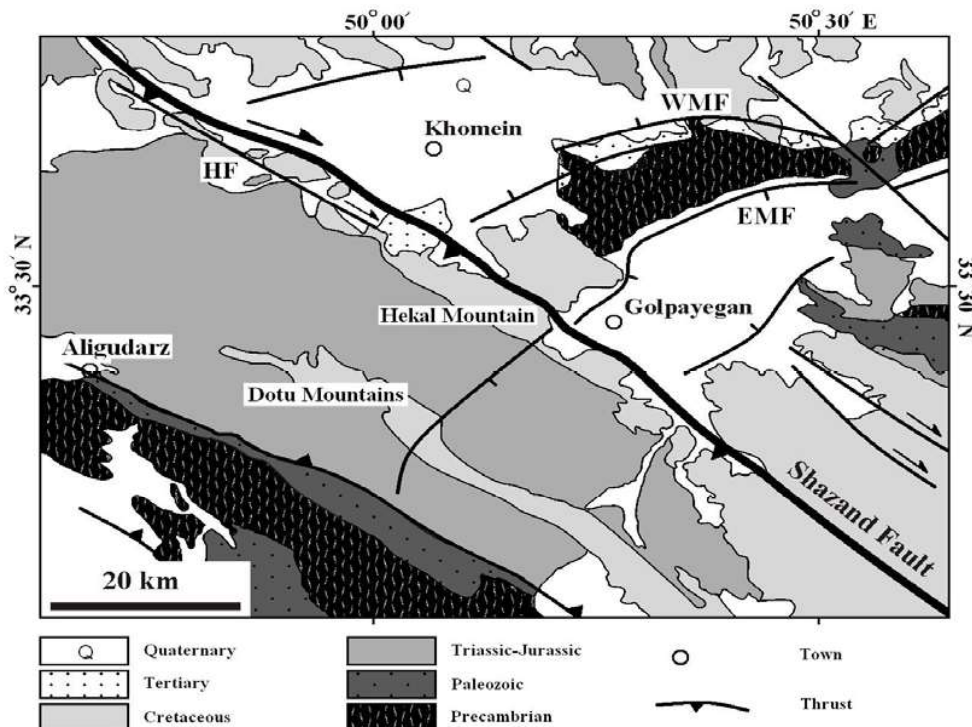 50° 00′
50° 30′ E
Q
Khomein
WMF
HF
EMF
33° 30′ N
33° 30′ N
Golpayegan
Hekal Mountain
Aligudarz
Dotu Mountains
Shazand Fault
20 km
Q Quaternary
Triassic-Jurassic
Town
Tertiary
Paleozoic
Cretaceous
Precambrian
Thrust